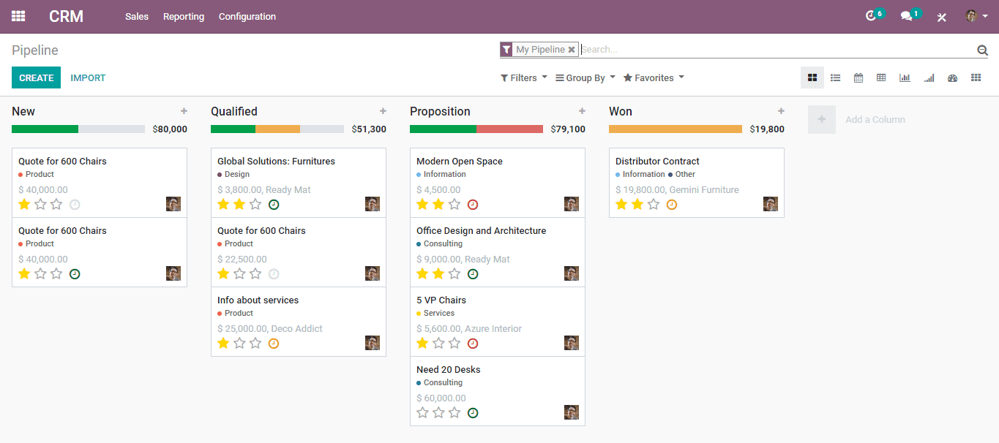 CRM Sales Reporting Configuration 6 1
Pipeline My Pipeline Search...
CREATE IMPORT Filters Group By Favorites
New
$80,000
Quote for 600 Chairs
Product
$ 40,000.00
Quote for 600 Chairs
Product
$ 40,000.00
Qualified
$51,300
Global Solutions: Furnitures
Design
$ 3,800.00, Ready Mat
Quote for 600 Chairs
Product
$ 22,500.00
Info about services
Product
$ 25,000.00, Deco Addict
Proposition
$79,100
Modern Open Space
Information
$ 4,500.00
Office Design and Architecture
Consulting
$ 9,000.00, Ready Mat
5 VP Chairs
Services
$ 5,600.00, Azure Interior
Need 20 Desks
Consulting
$ 60,000.00
Won
$19,800
Distributor Contract
Information Other
$ 19,800.00, Gemini Furniture
Add a Column